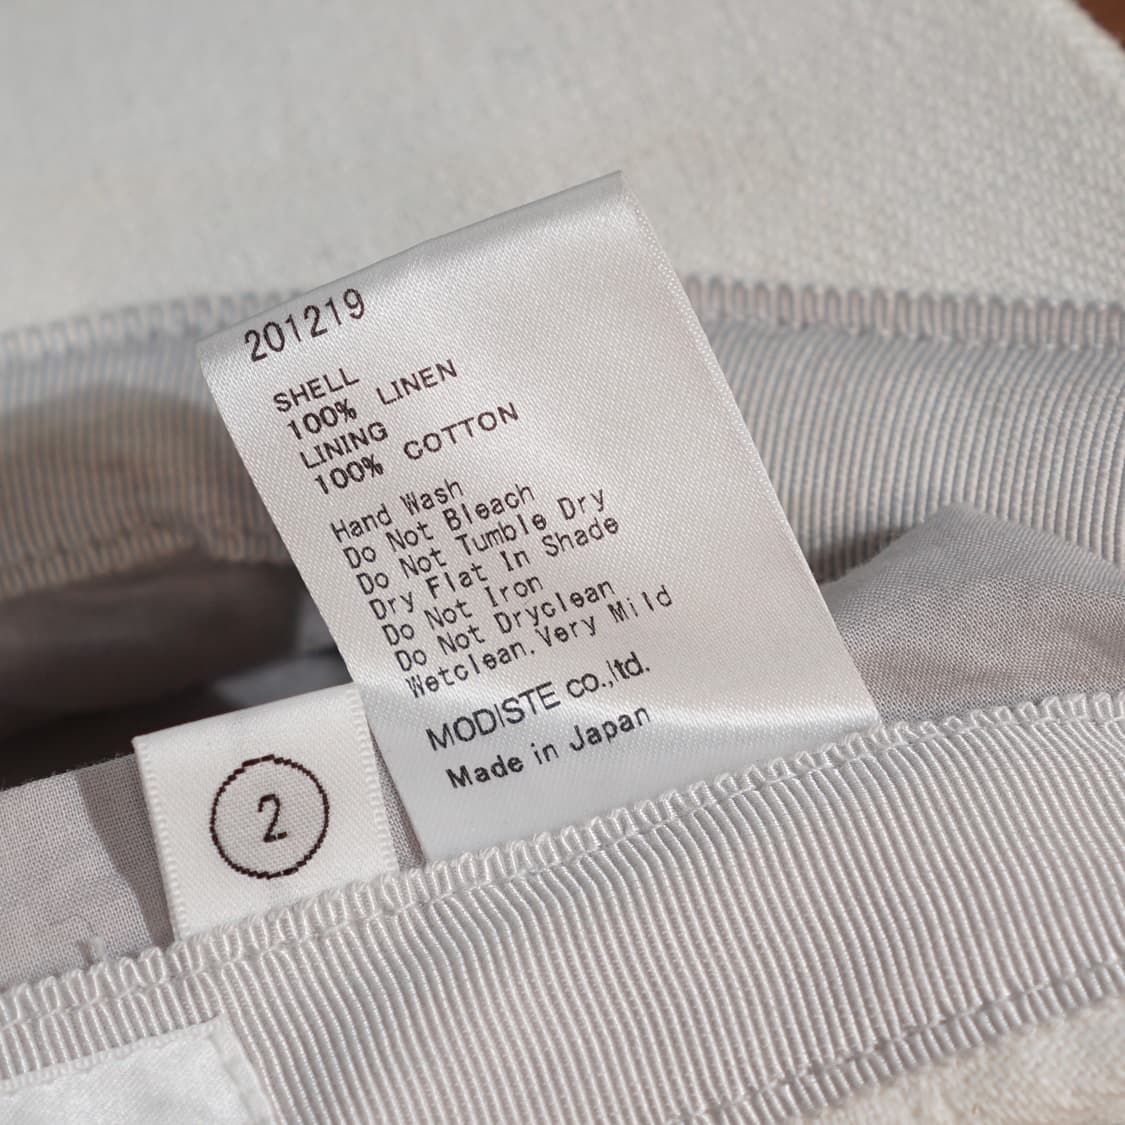 201219
SHELL
100% LINEN
LINING
100% COTTON
Hand Wash
Do Not Bleach
Do Not Tumble Dry
Dry Flat In Shade
Do Not Iron
Do Not Dryclean
Wetclean.Very Mild
MODISTE co.,ltd.
Made in Japan
2